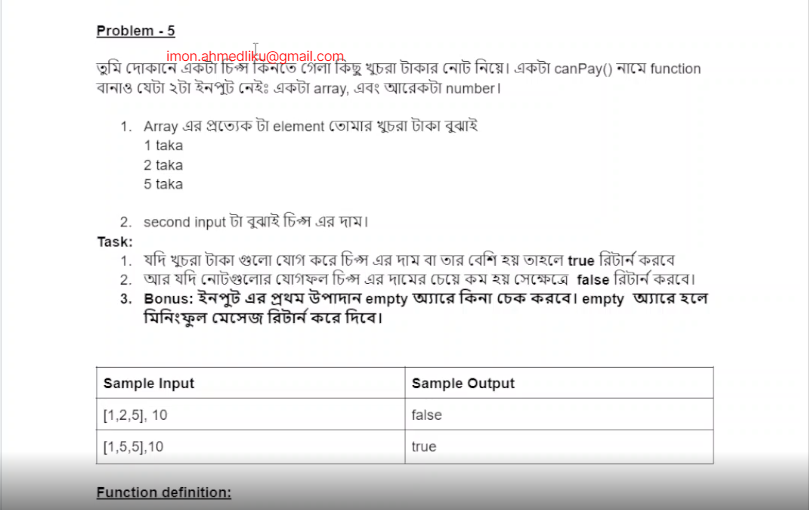 Problem - 5
imon.ahmedliku@gmail.com
তুমি দোকানে একটা চিপ্স কিনতে গেলা কিছু খুচরা টাকার নোট নিয়ে। একটা canPay() নামে function
বানাও যেটা ২টা ইনপুট নেইঃ একটা array, এবং আরেকটা number।
1. Array এর প্রত্যেক টা element তোমার খুচরা টাকা বুঝাই
1 taka
2 taka
5 taka
2. second input টা বুঝাই চিপ্স এর দাম।
Task:
1. যদি খুচরা টাকা গুলো যোগ করে চিপ্স এর দাম বা তার বেশি হয় তাহলে true রিটার্ন করবে
2. আর যদি নোটগুলোর যোগফল চিপ্স এর দামের চেয়ে কম হয় সেক্ষেত্রে false রিটার্ন করবে।
3. Bonus: ইনপুট এর প্রথম উপাদান empty অ্যারে কিনা চেক করবে। empty অ্যারে হলে
মিনিংফুল মেসেজ রিটার্ন করে দিবে।
Sample Input Sample Output
[1,2,5], 10 false
[1,5,5],10 true
Function definition: